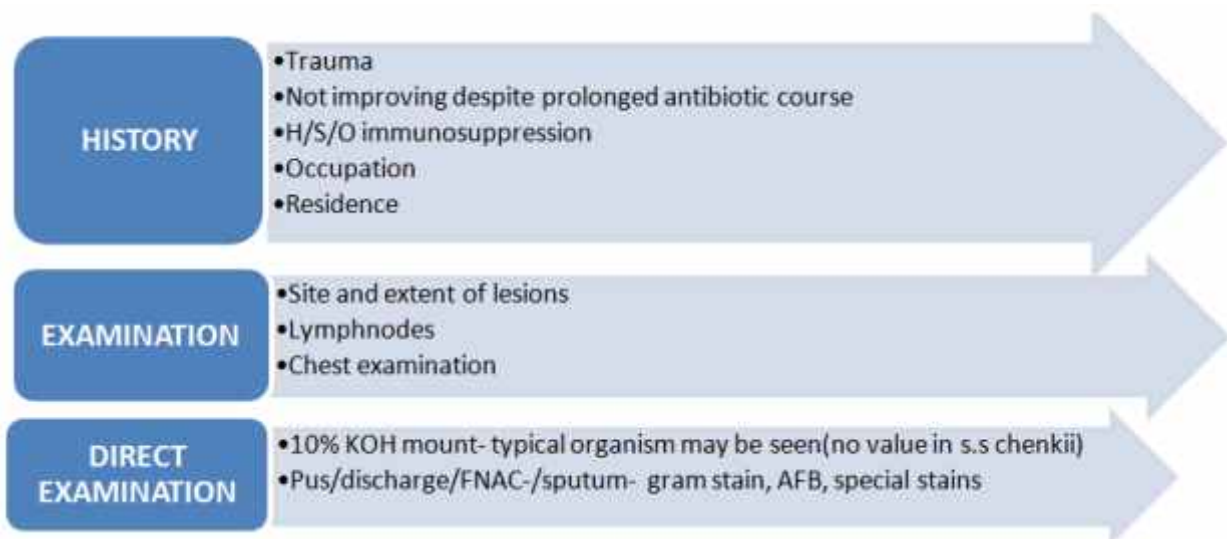 HISTORY
•Trauma
•Not improving despite prolonged antibiotic course
•H/S/O immunosuppression
•Occupation
•Residence
EXAMINATION
•Site and extent of lesions
•Lymphnodes
•Chest examination
DIRECT
EXAMINATION
•10% KOH mount- typical organism may be seen(no value in s.s chenkii)
•Pus/discharge/FNAC-/sputum- gram stain, AFB, special stains